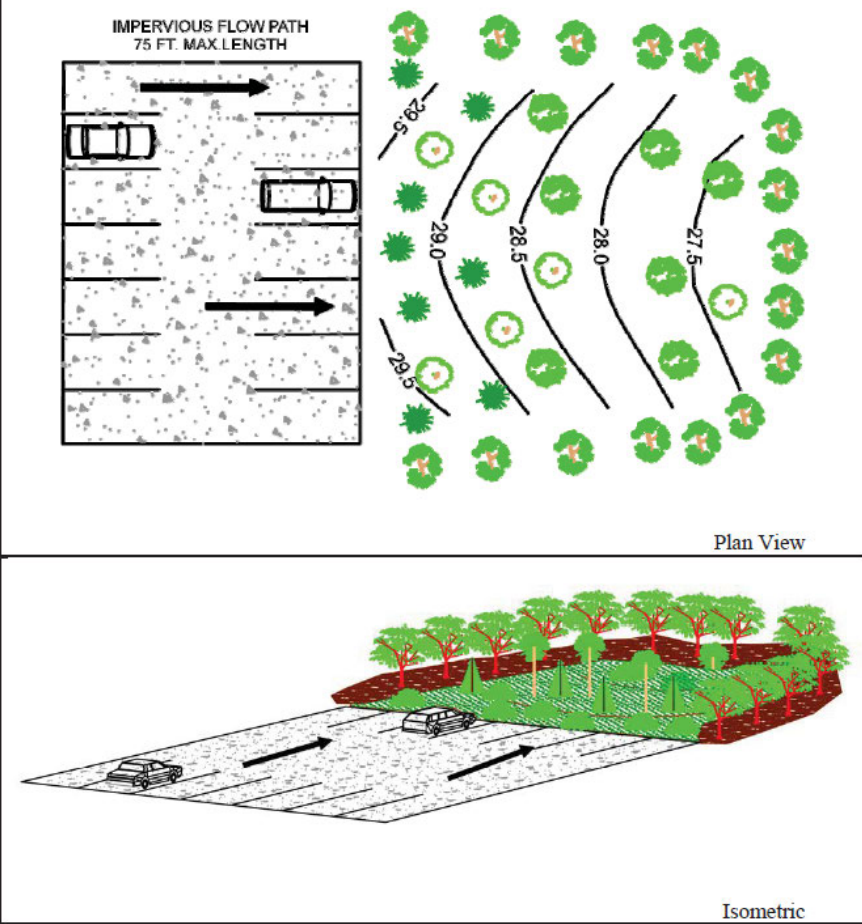 IMPERVIOUS FLOW PATH
75 FT. MAX.LENGTH
29.5
29.0
28.5
28.0
27.5
29.5
Plan View
Isometric